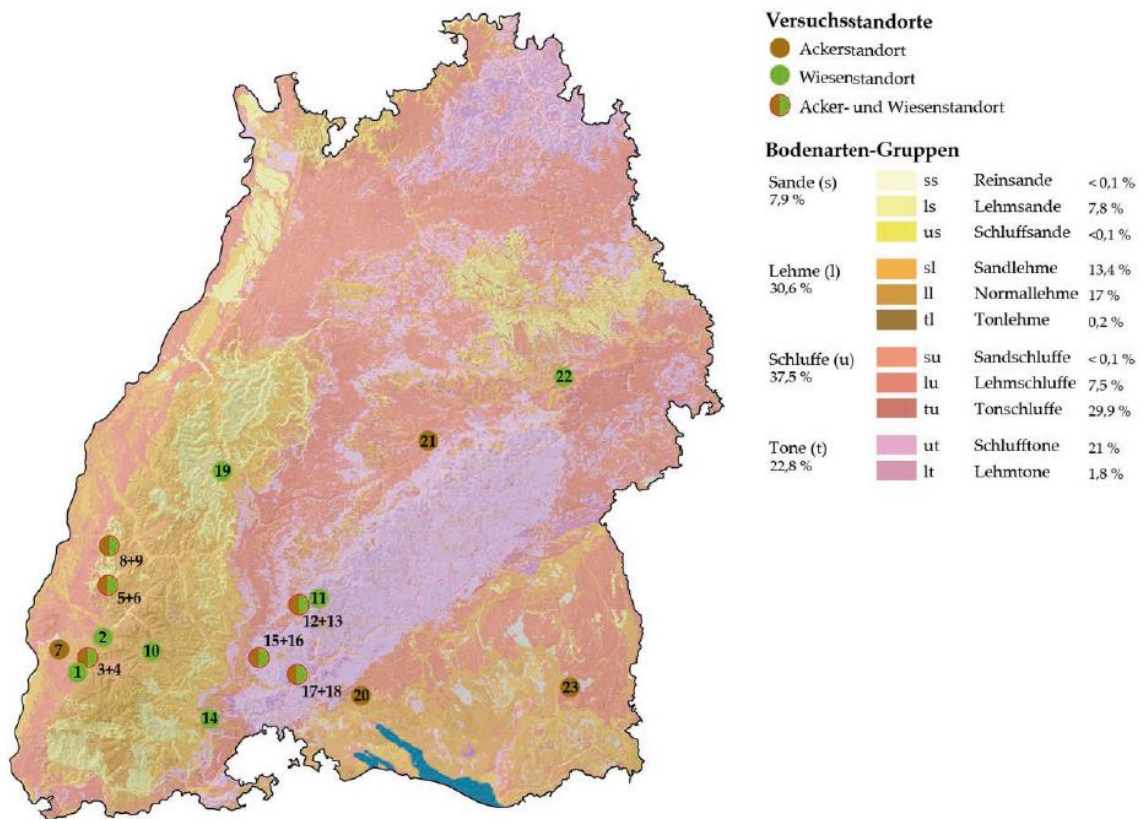 Versuchsstandorte
Ackerstandort
Wiesenstandort
Acker- und Wiesenstandort
Bodenarten-Gruppen
Sande (s)
7,9 %
ss Reinsande < 0,1 %
ls Lehmsande 7,8 %
us Schluffsande <0,1 %
Lehme (l)
30,6 %
sl Sandlehme 13,4 %
ll Normallehme 17 %
tl Tonlehme 0,2 %
Schluffe (u)
37,5 %
su Sandschluffe < 0,1 %
lu Lehmschluffe 7,5 %
tu Tonschluffe 29,9 %
Tone (t)
22,8 %
ut Schlufftone 21 %
lt Lehmtone 1,8 %
22
21
19
8+9
5+6
11
12+13
2
15+16
7
10
3+4
1
17+18
20
23
14